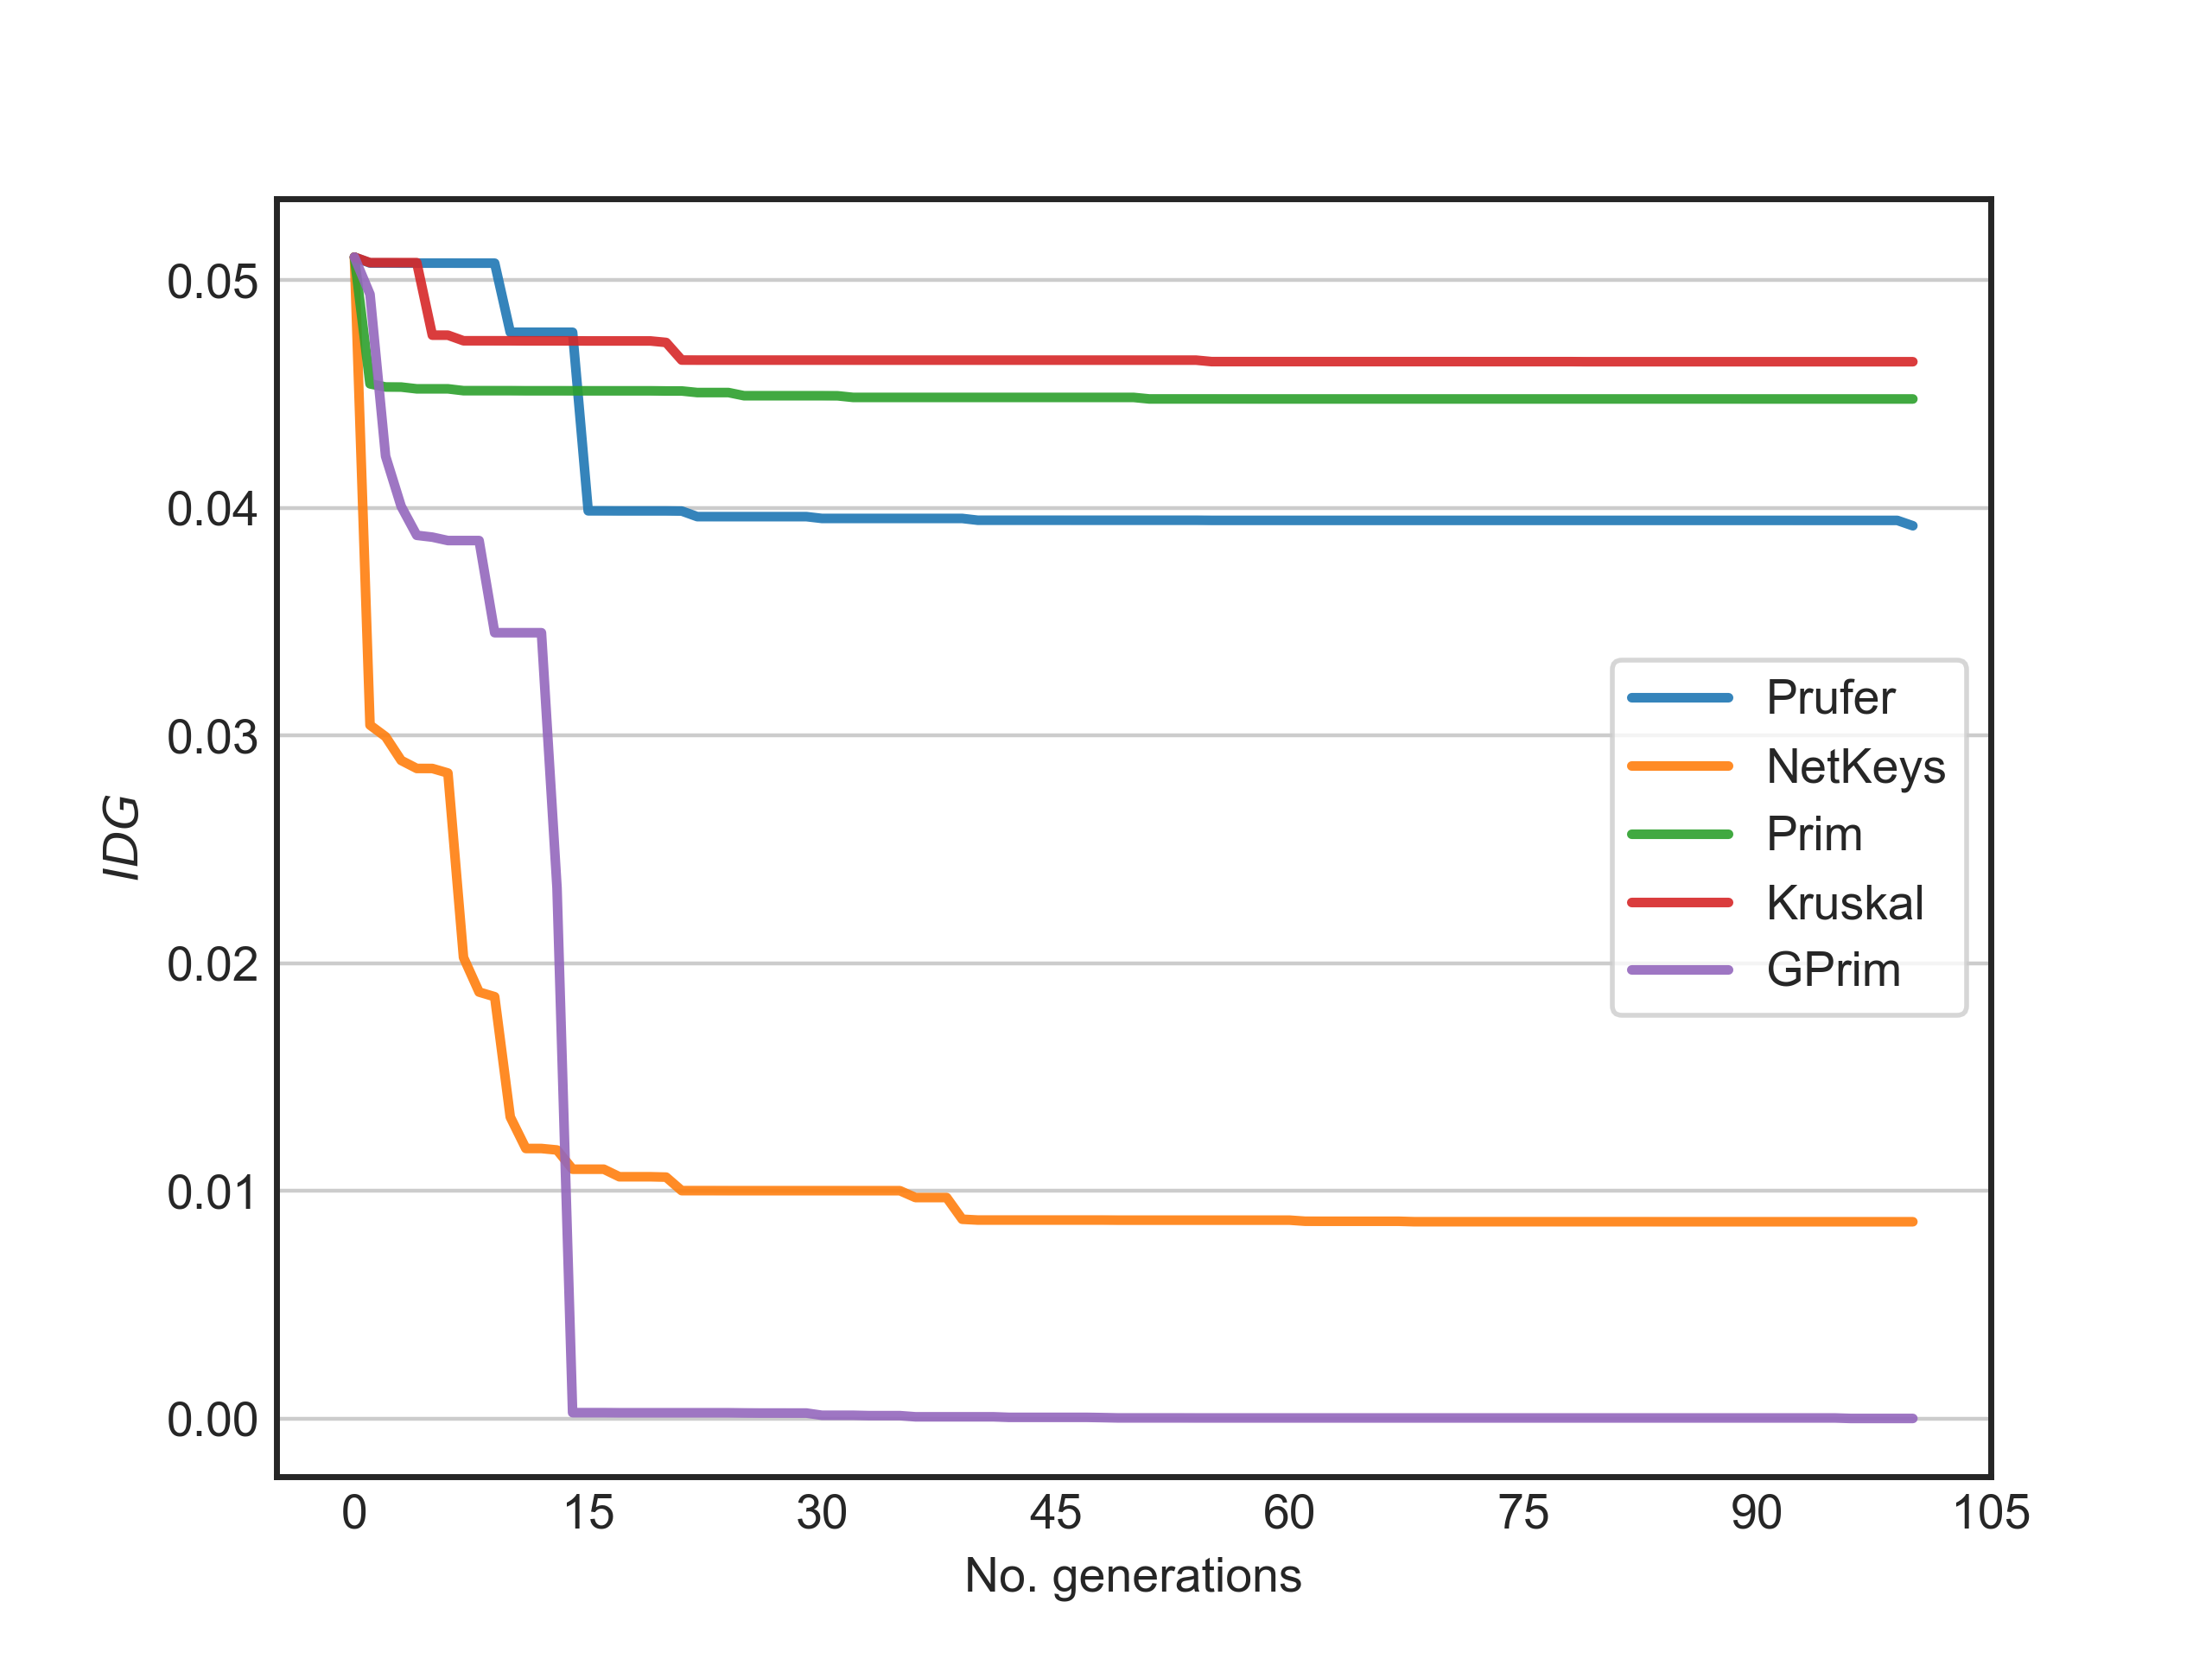 0.05
0.04
0.03
0.02
0.01
0.00
IDG
Prufer
NetKeys
Prim
Kruskal
GPrim
0 15 30 45 60 75 90 105
No. generations